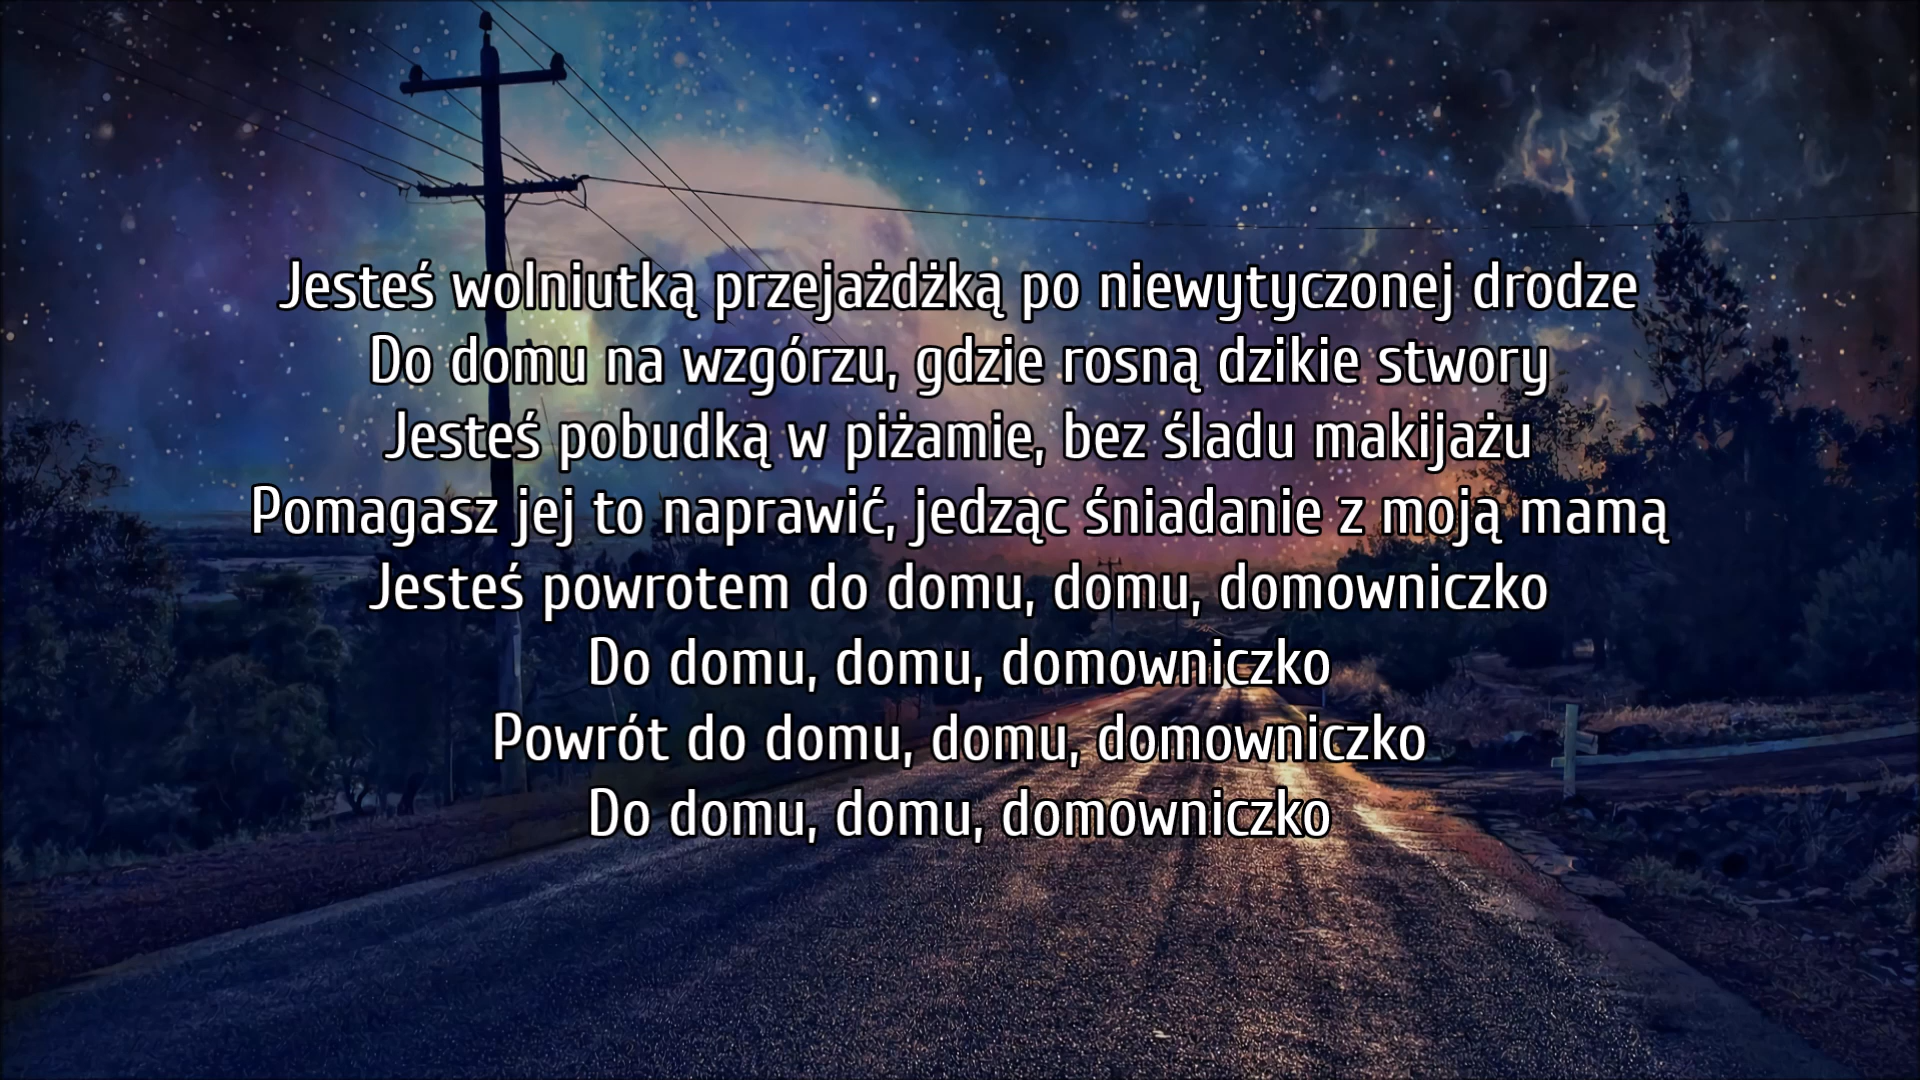 Jesteś wolniutką przejażdżką po niewytyczonej drodze
Do domu na wzgórzu, gdzie rosną dzikie stwory
Jesteś pobudką w piżamie, bez śladu makijażu
Pomagasz jej to naprawić, jedząc śniadanie z moją mamą
Jesteś powrotem do domu, domu, domowniczko
Do domu, domu, domowniczko
Powrót do domu, domu, domowniczko
Do domu, domu, domowniczko